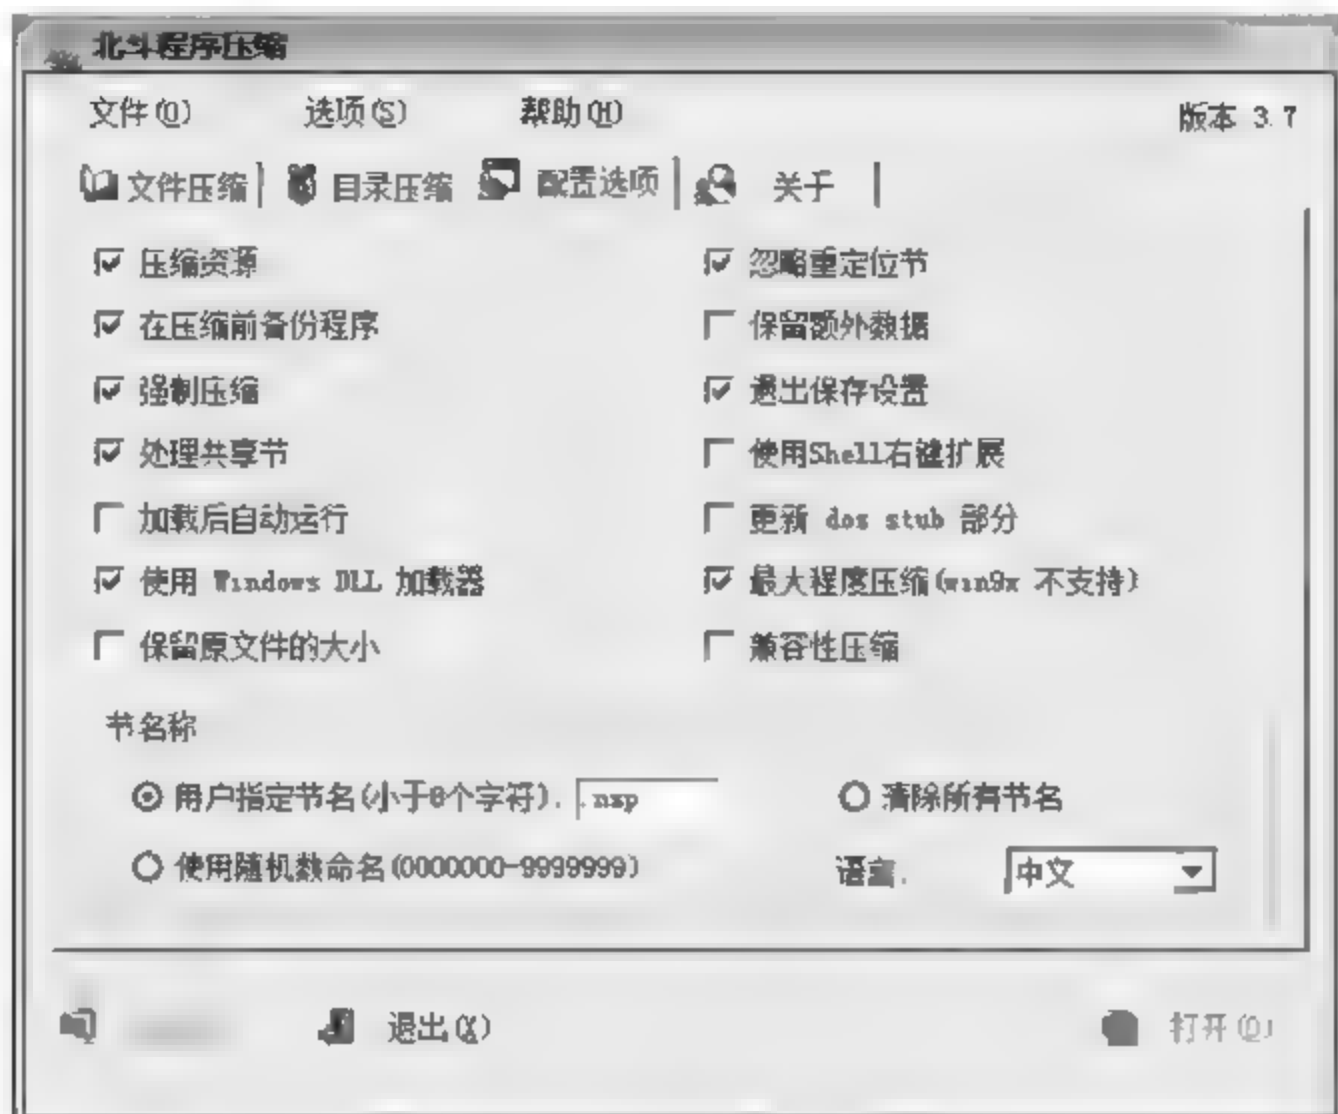 北斗程序压缩
文件(O) 选项(S) 帮助(H) 版本 3.7
文件压缩 目录压缩 配置选项 关于
压缩资源 忽略重定位节
在压缩前备份程序 保留额外数据
强制压缩 退出保存设置
处理共享节 使用Shell右键扩展
加载后自动运行 更新 dos stub 部分
使用 Windows DLL 加载器 最大程度压缩(win9x 不支持)
保留原文件的大小 兼容性压缩
节名称
用户指定节名(小于8个字符). .nsp 清除所有节名
使用随机数命名(0000000-9999999) 语言. 中文
退出(X) 打开(O)